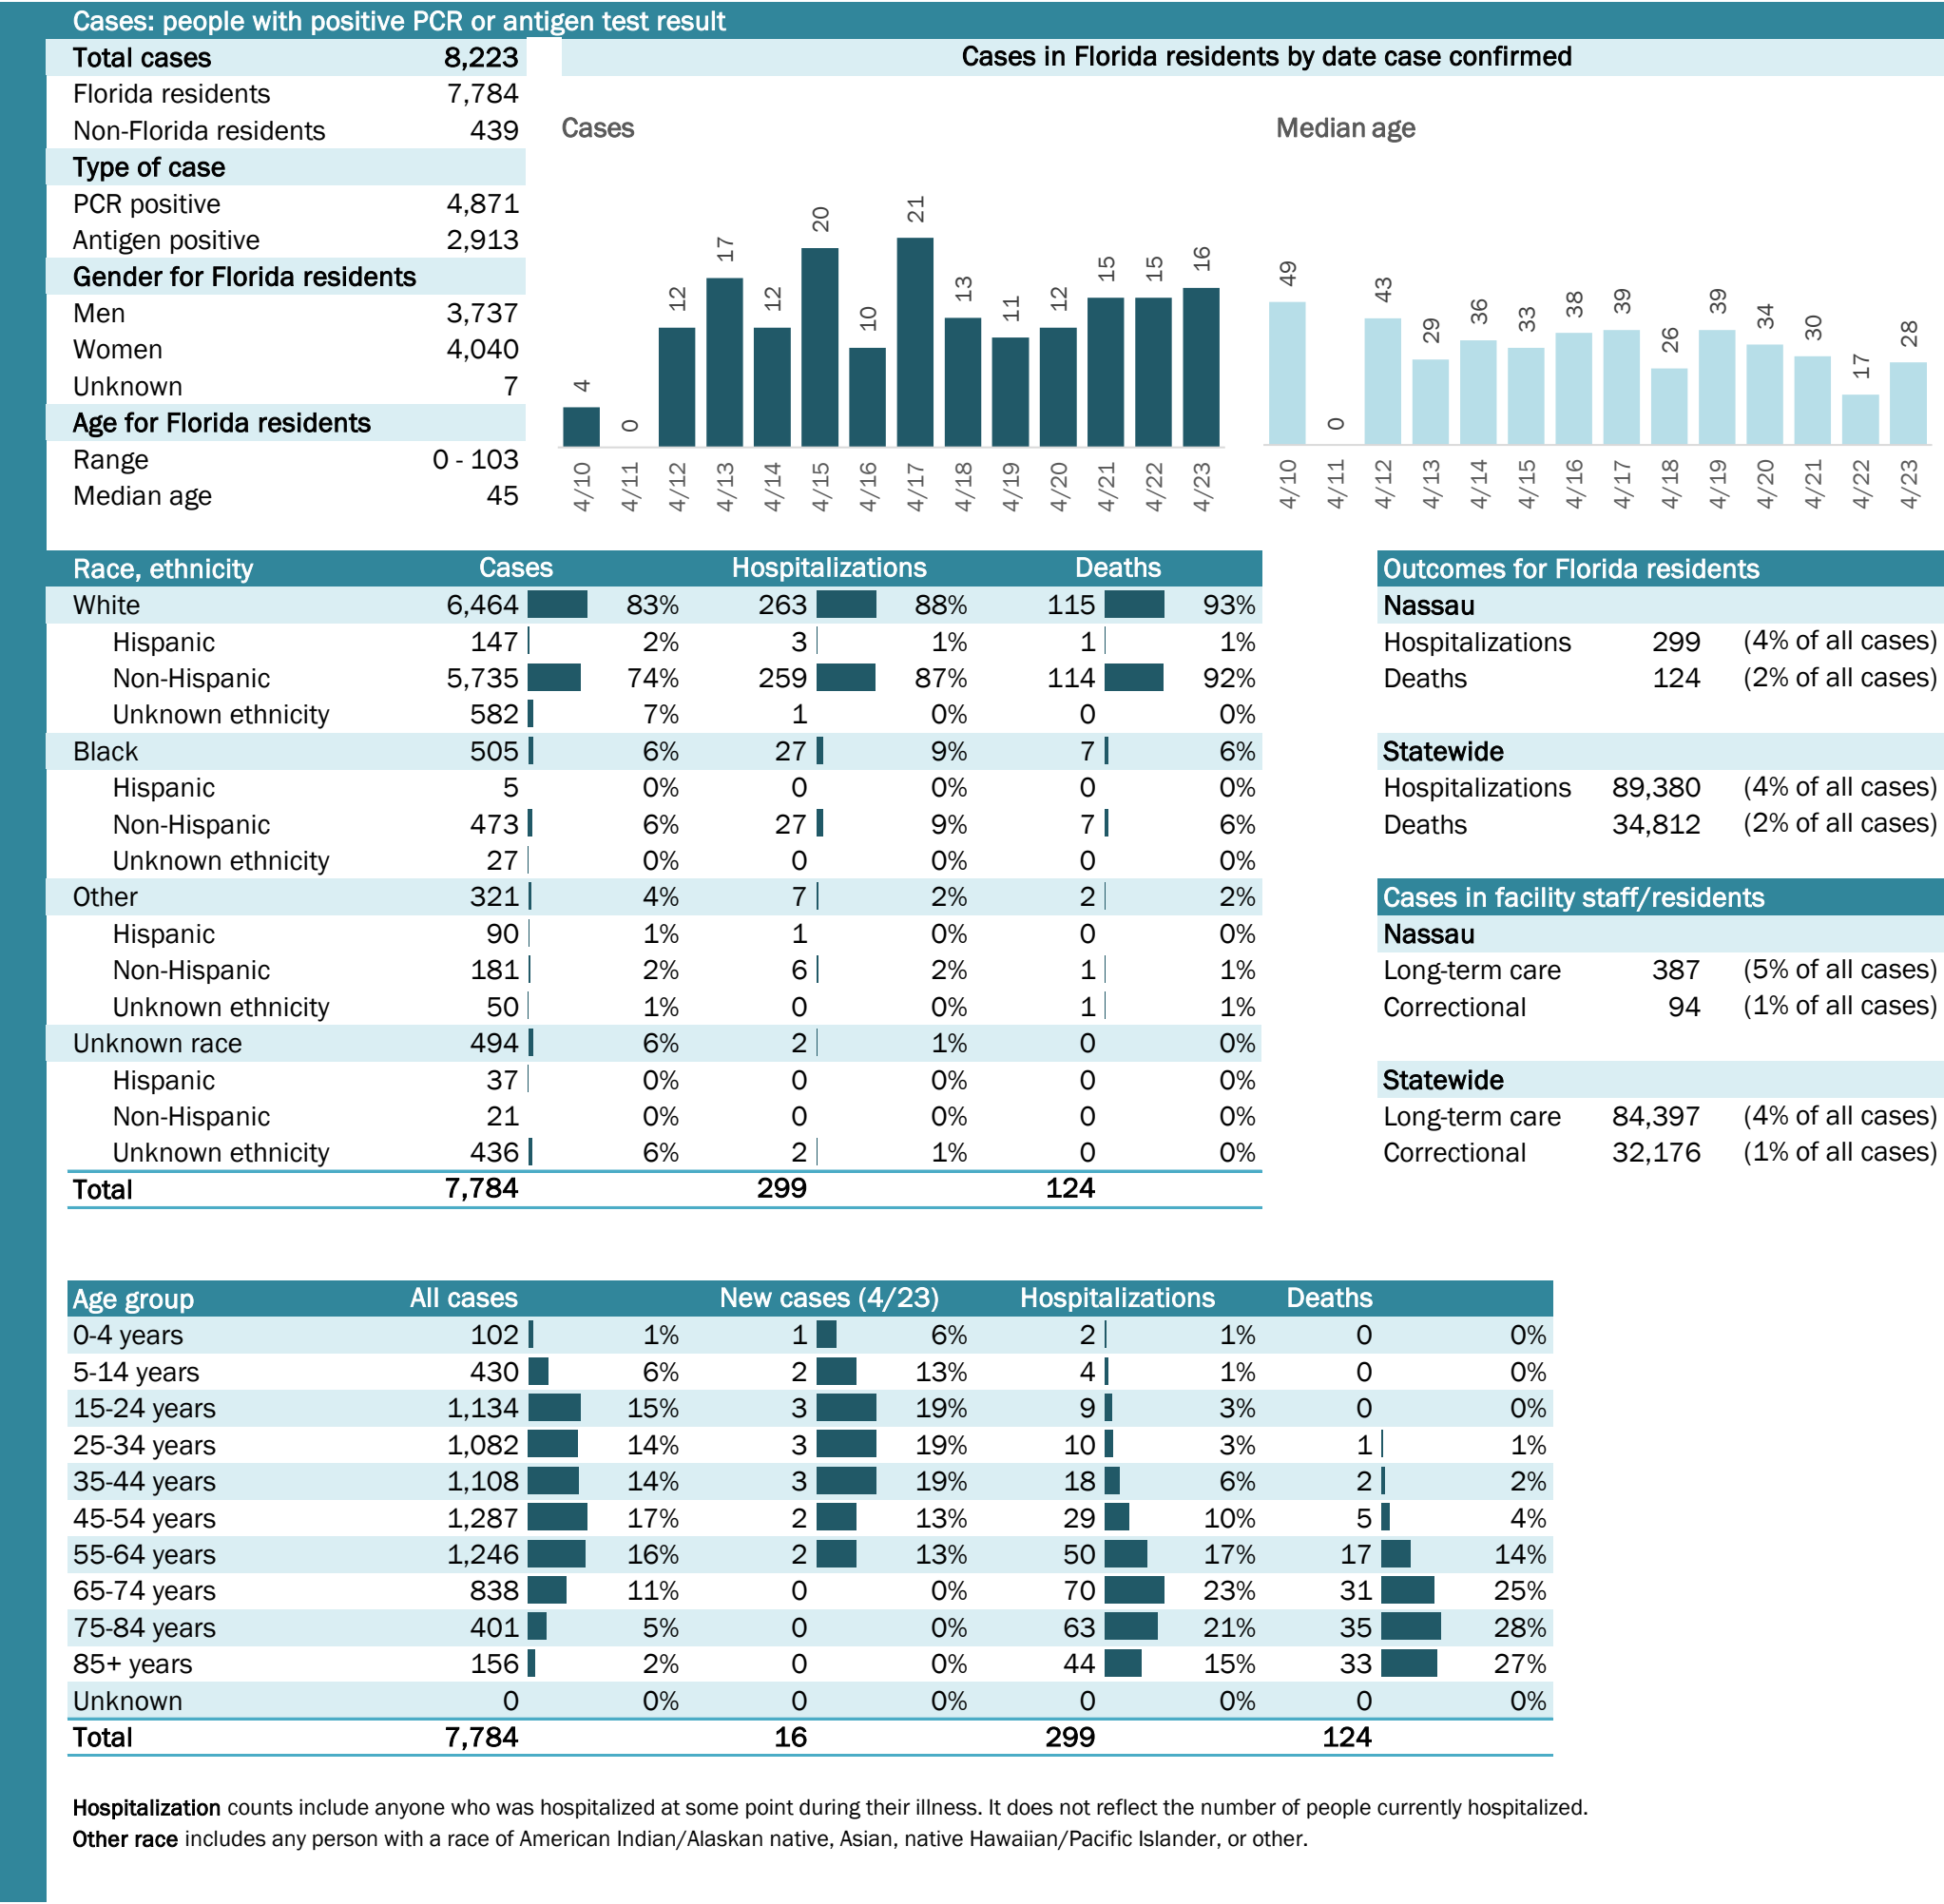 Cases: people with positive PCR or antigen test result
Total cases 8,223
Florida residents 7,784
Non-Florida residents 439
Type of case
PCR positive 4,871
Antigen positive 2,913
Gender for Florida residents
Men 3,737
Women 4,040
Unknown 7
Age for Florida residents
Range 0 - 103
Median age 45
Cases in Florida residents by date case confirmed
Cases
4 0 12 17 12 20 10 21 13 11 12 15 15 16
4/10 4/11 4/12 4/13 4/14 4/15 4/16 4/17 4/18 4/19 4/20 4/21 4/22 4/23
Median age
49 0 43 29 36 33 38 39 26 39 34 30 17 28
4/10 4/11 4/12 4/13 4/14 4/15 4/16 4/17 4/18 4/19 4/20 4/21 4/22 4/23
Race, ethnicity Cases Hospitalizations Deaths
White 6,464 83% 263 88% 115 93%
Hispanic 147 2% 3 1% 1 1%
Non-Hispanic 5,735 74% 259 87% 114 92%
Unknown ethnicity 582 7% 1 0% 0 0%
Black 505 6% 27 9% 7 6%
Hispanic 5 0% 0 0% 0 0%
Non-Hispanic 473 6% 27 9% 7 6%
Unknown ethnicity 27 0% 0 0% 0 0%
Other 321 4% 7 2% 2 2%
Hispanic 90 1% 1 0% 0 0%
Non-Hispanic 181 2% 6 2% 1 1%
Unknown ethnicity 50 1% 0 0% 1 1%
Unknown race 494 6% 2 1% 0 0%
Hispanic 37 0% 0 0% 0 0%
Non-Hispanic 21 0% 0 0% 0 0%
Unknown ethnicity 436 6% 2 1% 0 0%
Total 7,784 299 124
Outcomes for Florida residents
Nassau
Hospitalizations 299 (4% of all cases)
Deaths 124 (2% of all cases)
Statewide
Hospitalizations 89,380 (4% of all cases)
Deaths 34,812 (2% of all cases)
Cases in facility staff/residents
Nassau
Long-term care 387 (5% of all cases)
Correctional 94 (1% of all cases)
Statewide
Long-term care 84,397 (4% of all cases)
Correctional 32,176 (1% of all cases)
Age group All cases New cases (4/23) Hospitalizations Deaths
0-4 years 102 1% 1 6% 2 1% 0 0%
5-14 years 430 6% 2 13% 4 1% 0 0%
15-24 years 1,134 15% 3 19% 9 3% 0 0%
25-34 years 1,082 14% 3 19% 10 3% 1 1%
35-44 years 1,108 14% 3 19% 18 6% 2 2%
45-54 years 1,287 17% 2 13% 29 10% 5 4%
55-64 years 1,246 16% 2 13% 50 17% 17 14%
65-74 years 838 11% 0 0% 70 23% 31 25%
75-84 years 401 5% 0 0% 63 21% 35 28%
85+ years 156 2% 0 0% 44 15% 33 27%
Unknown 0 0% 0 0% 0 0% 0 0%
Total 7,784 16 299 124
Hospitalization counts include anyone who was hospitalized at some point during their illness. It does not reflect the number of people currently hospitalized.
Other race includes any person with a race of American Indian/Alaskan native, Asian, native Hawaiian/Pacific Islander, or other.